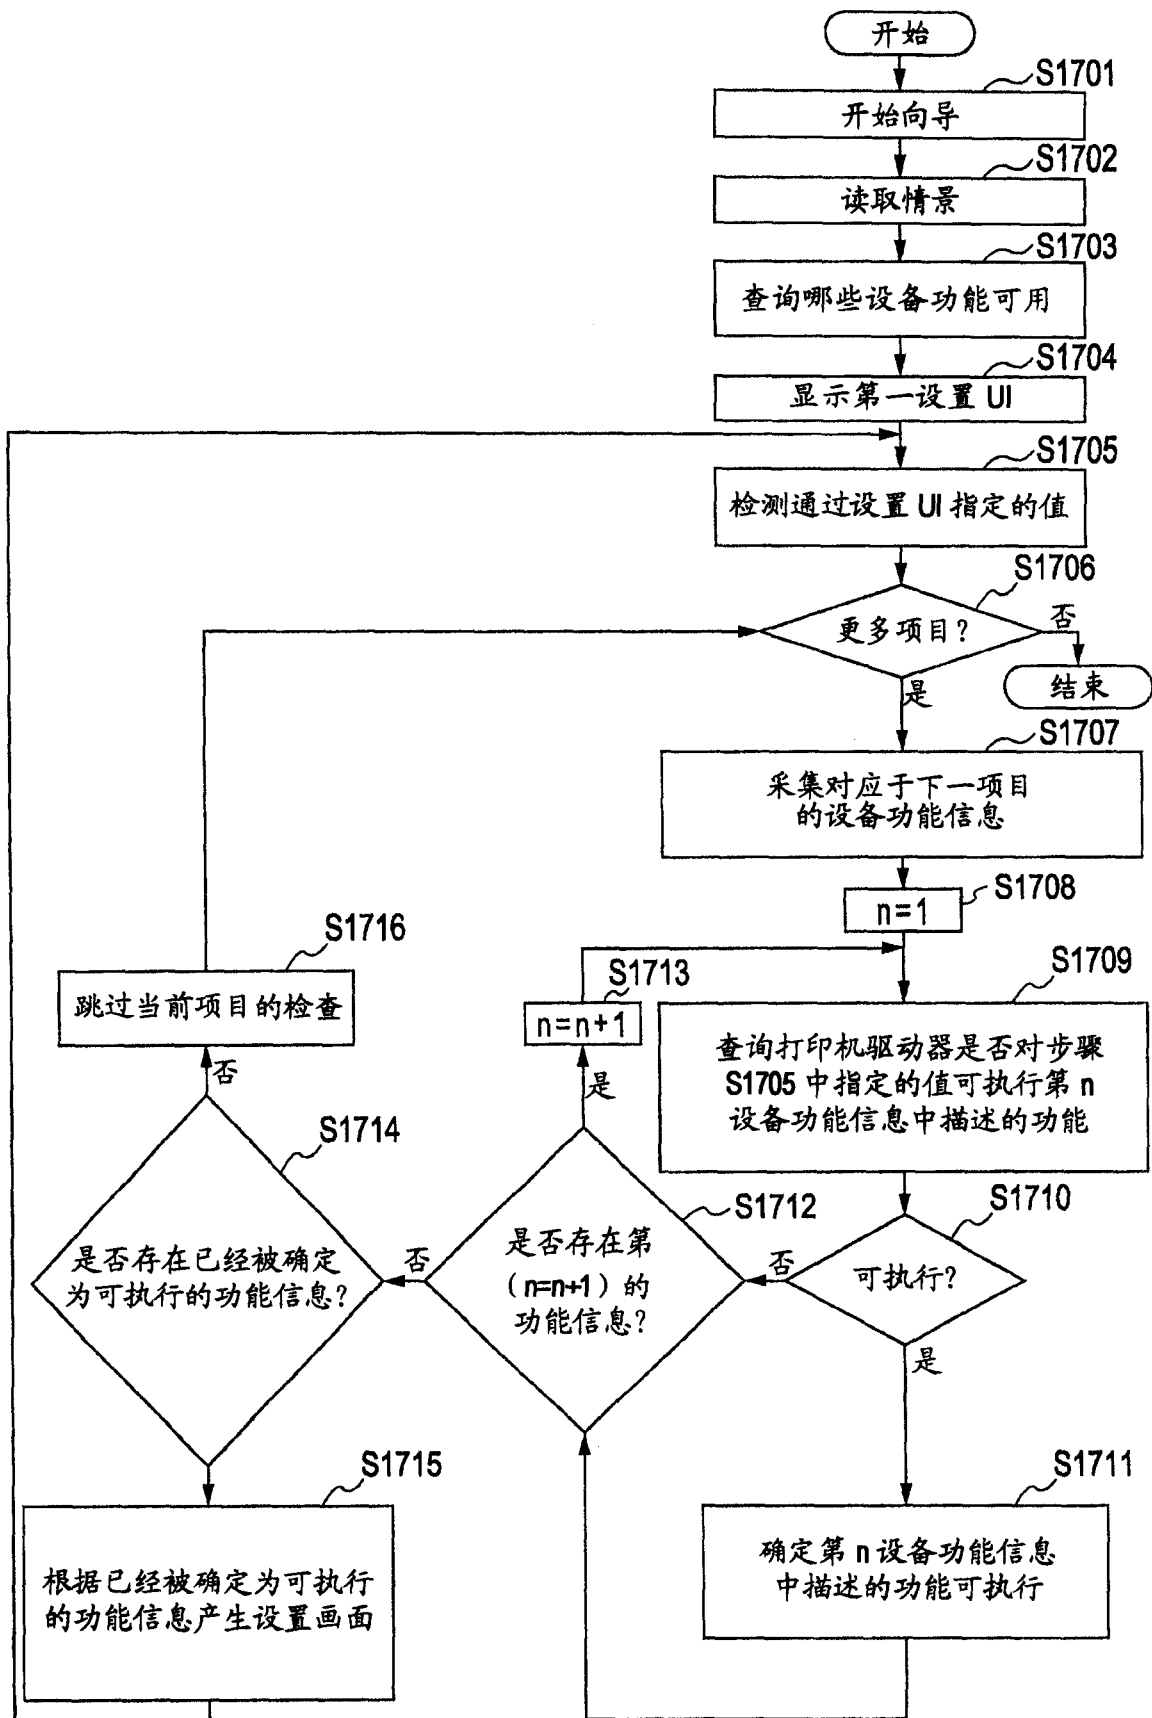 开始
S1701
开始向导
S1702
读取情景
S1703
查询哪些设备功能可用
S1704
显示第一设置 UI
S1705
检测通过设置 UI 指定的值
S1706
更多项目？
否
结束
是
S1707
采集对应于下一项目
的设备功能信息
S1708
n=1
S1709
查询打印机驱动器是否对步骤
S1705 中指定的值可执行第 n
设备功能信息中描述的功能
S1710
可执行？
否
是
S1711
确定第 n 设备功能信息
中描述的功能可执行
S1712
是否存在第
（n=n+1）的
功能信息？
是
否
S1713
n=n+1
S1714
是否存在已经被确定
为可执行的功能信息？
否
S1716
跳过当前项目的检查
S1715
根据已经被确定为可执行
的功能信息产生设置画面